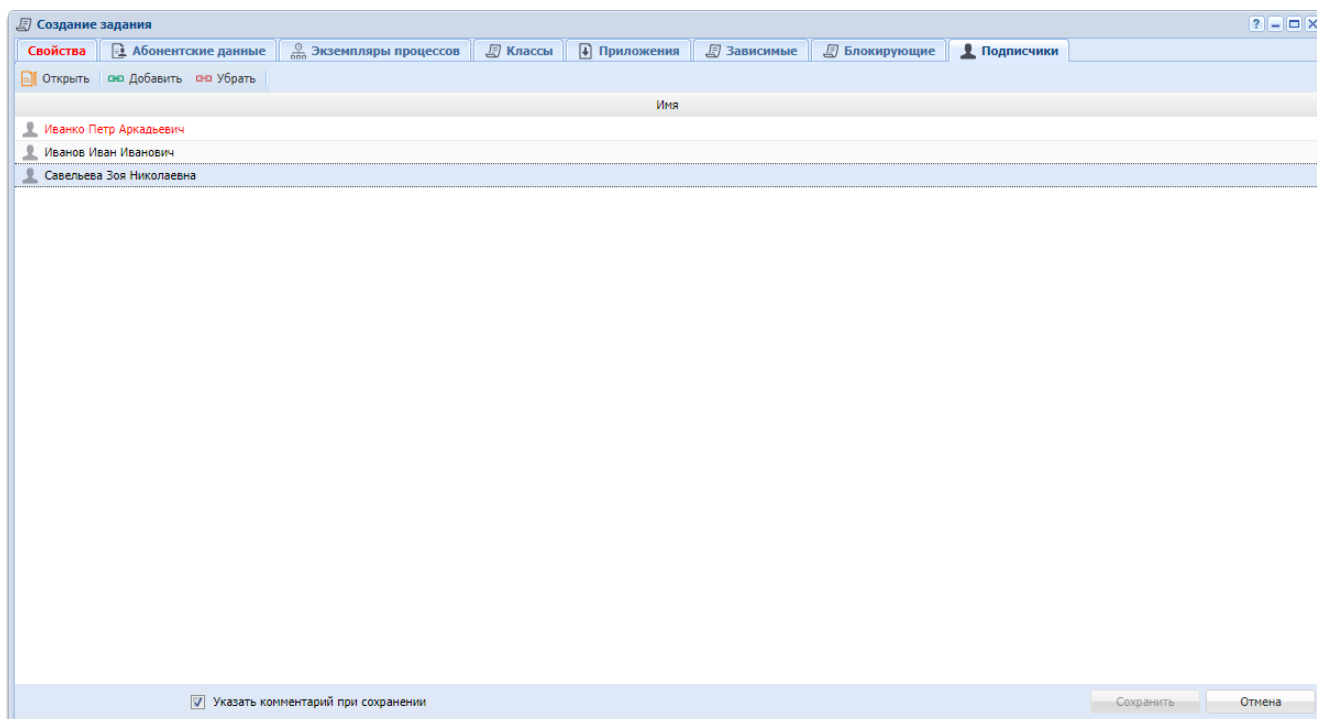 Создание задания
Свойства Абонентские данные Экземпляры процессов Классы Приложения Зависимые Блокирующие Подписчики
Открыть Добавить Убрать
Имя
Иванко Петр Аркадьевич
Иванов Иван Иванович
Савельева Зоя Николаевна
Указать комментарий при сохранении Сохранить Отмена